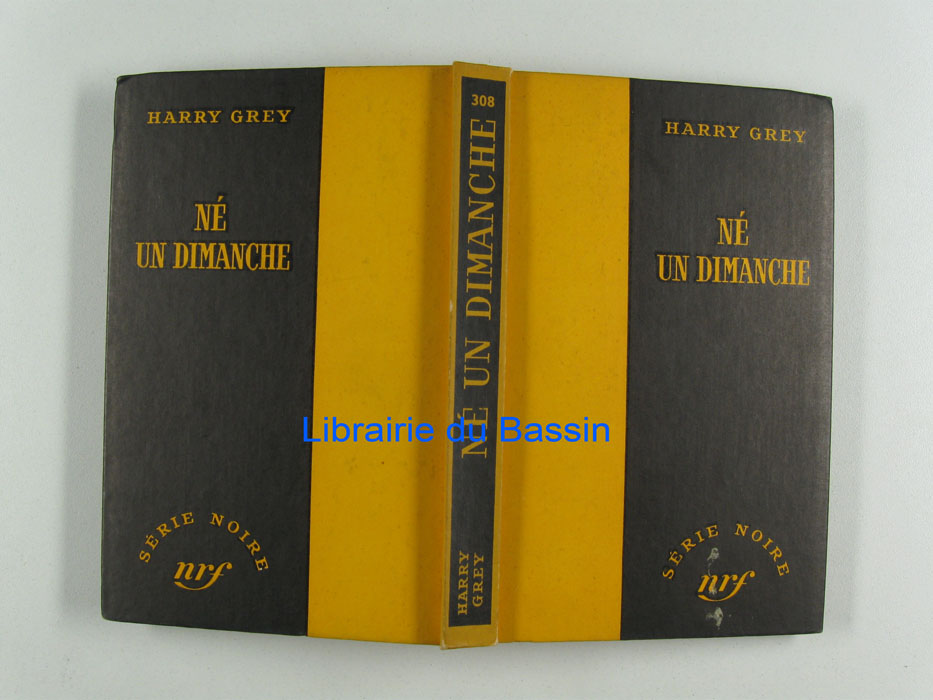 HARRY GREY
NÉ
UN DIMANCHE
SÉRIE NOIRE
nrf
308
NÉ UN DIMANCHE
HARRY
GREY
HARRY GREY
NÉ
UN DIMANCHE
SÉRIE NOIRE
nrf
Librairie du Bassin